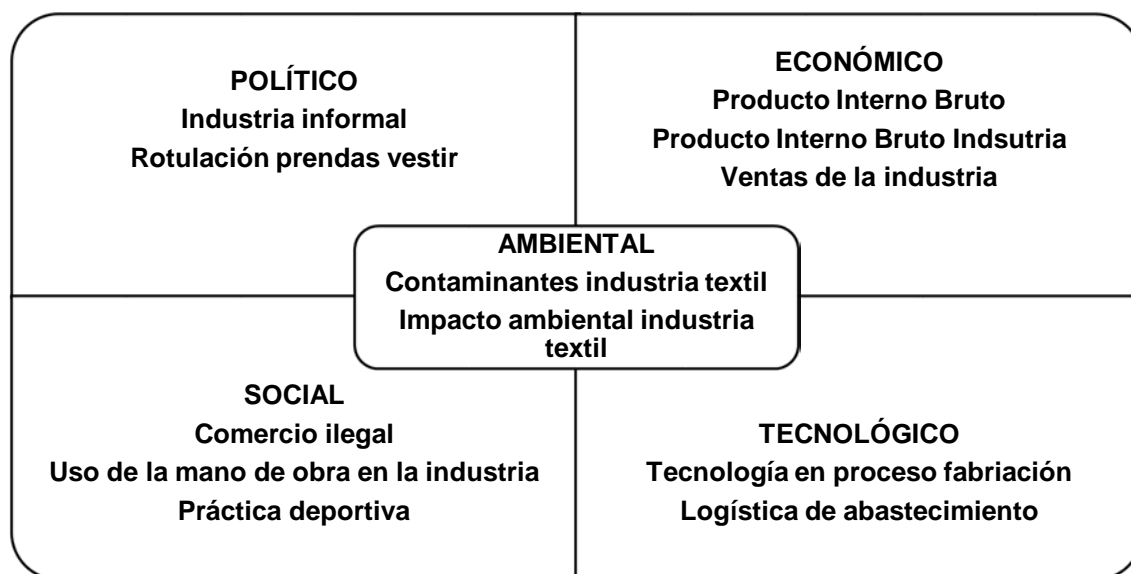 POLÍTICO
Industria informal
Rotulación prendas vestir
ECONÓMICO
Producto Interno Bruto
Producto Interno Bruto Indsutria
Ventas de la industria
AMBIENTAL
Contaminantes industria textil
Impacto ambiental industria
textil
SOCIAL
Comercio ilegal
Uso de la mano de obra en la industria
Práctica deportiva
TECNOLÓGICO
Tecnología en proceso fabriación
Logística de abastecimiento